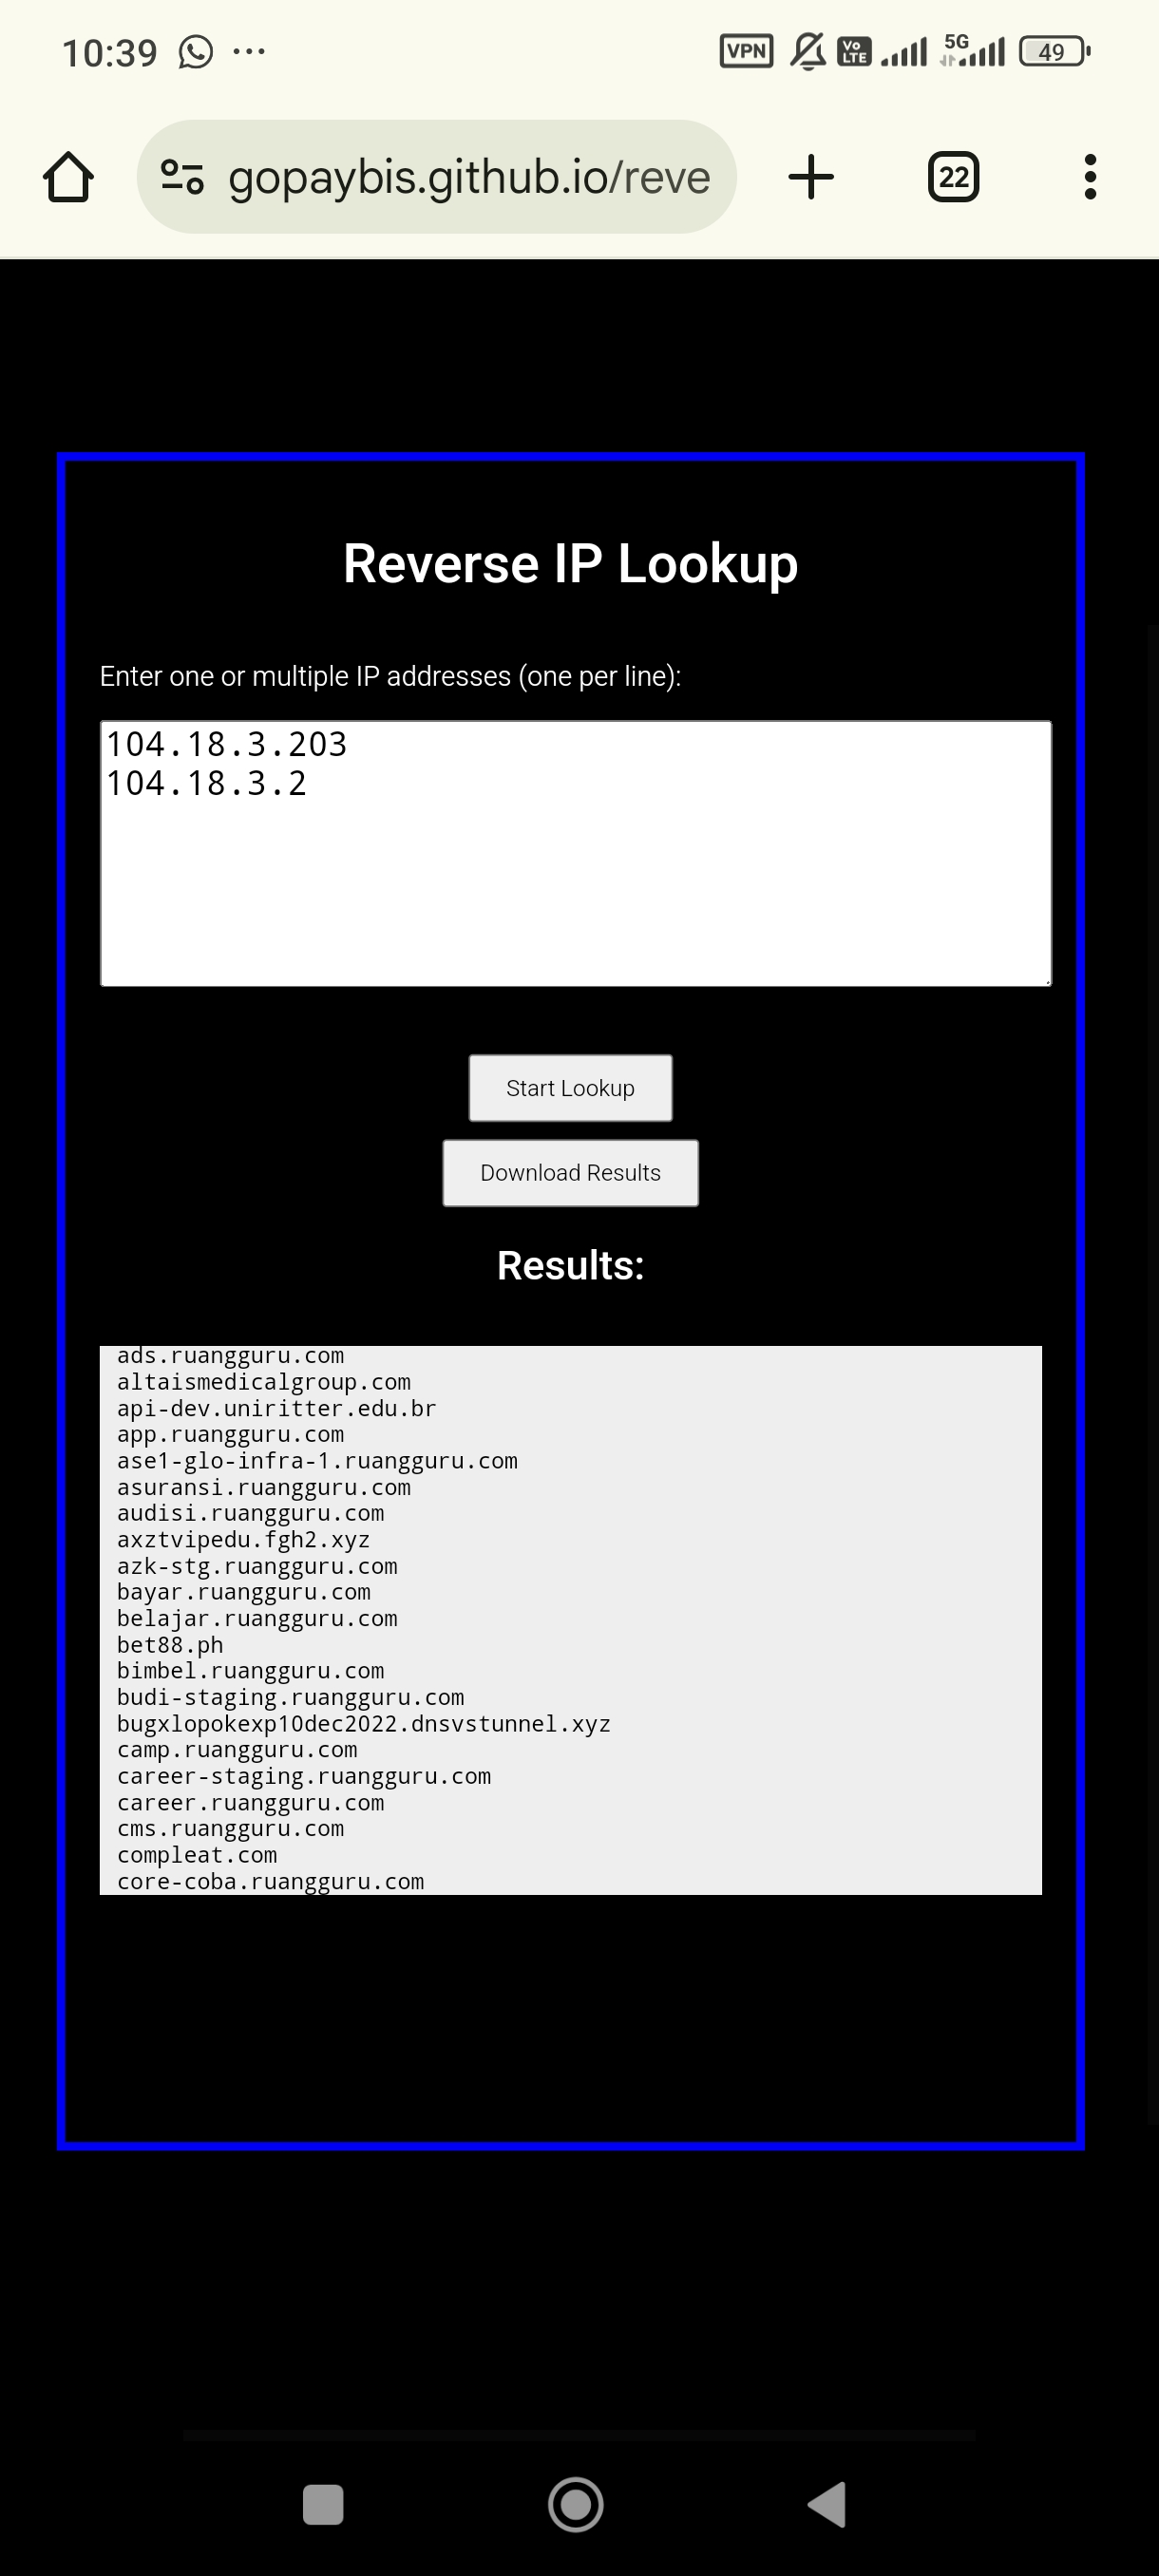 10:39
VPN
Vo
LTE
5G
49
gopaybis.github.io/reve
22
Reverse IP Lookup
Enter one or multiple IP addresses (one per line):
104.18.3.203
104.18.3.2
Start Lookup
Download Results
Results:
ads.ruangguru.com
altaismedicalgroup.com
api-dev.uniritter.edu.br
app.ruangguru.com
ase1-glo-infra-1.ruangguru.com
asuransi.ruangguru.com
audisi.ruangguru.com
axztvipedu.fgh2.xyz
azk-stg.ruangguru.com
bayar.ruangguru.com
belajar.ruangguru.com
bet88.ph
bimbel.ruangguru.com
budi-staging.ruangguru.com
bugxlopokexp10dec2022.dnsvstunnel.xyz
camp.ruangguru.com
career-staging.ruangguru.com
career.ruangguru.com
cms.ruangguru.com
compleat.com
core-coba.ruangguru.com